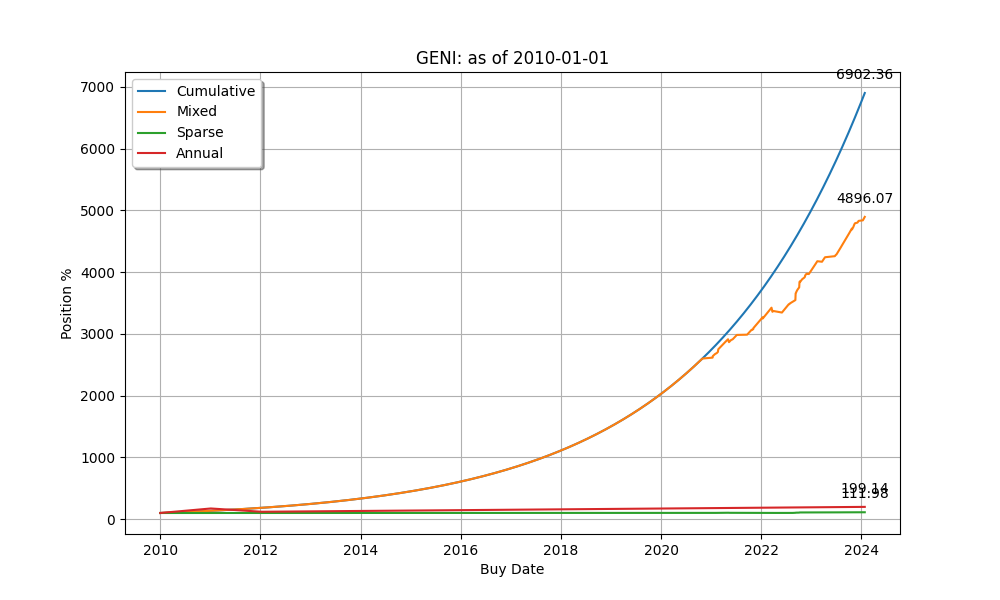 GENI: as of 2010-01-01
Cumulative
Mixed
Sparse
Annual
6902.36
4896.07
199.14
111.98
7000
6000
5000
4000
3000
2000
1000
0
Position %
2010 2012 2014 2016 2018 2020 2022 2024
Buy Date